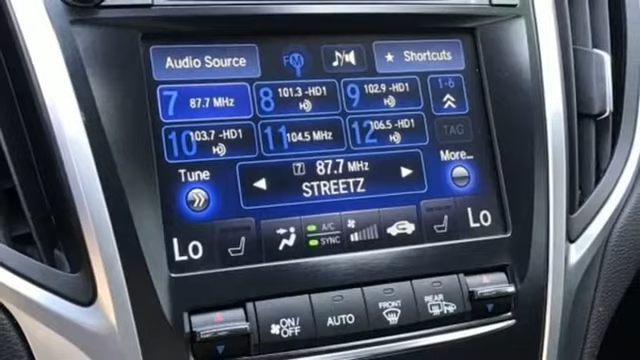 Audio Source FM ★ Shortcuts
7 87.7 MHz 8 101.3 -HD1 9 102.9 -HD1 1-6
10 103.7 -HD1 11 104.5 MHz 12 106.5 -HD1 TAG
Tune 7 87.7 MHz More...
STREETZ
Lo A/C Lo
SYNC
ON/OFF AUTO FRONT REAR